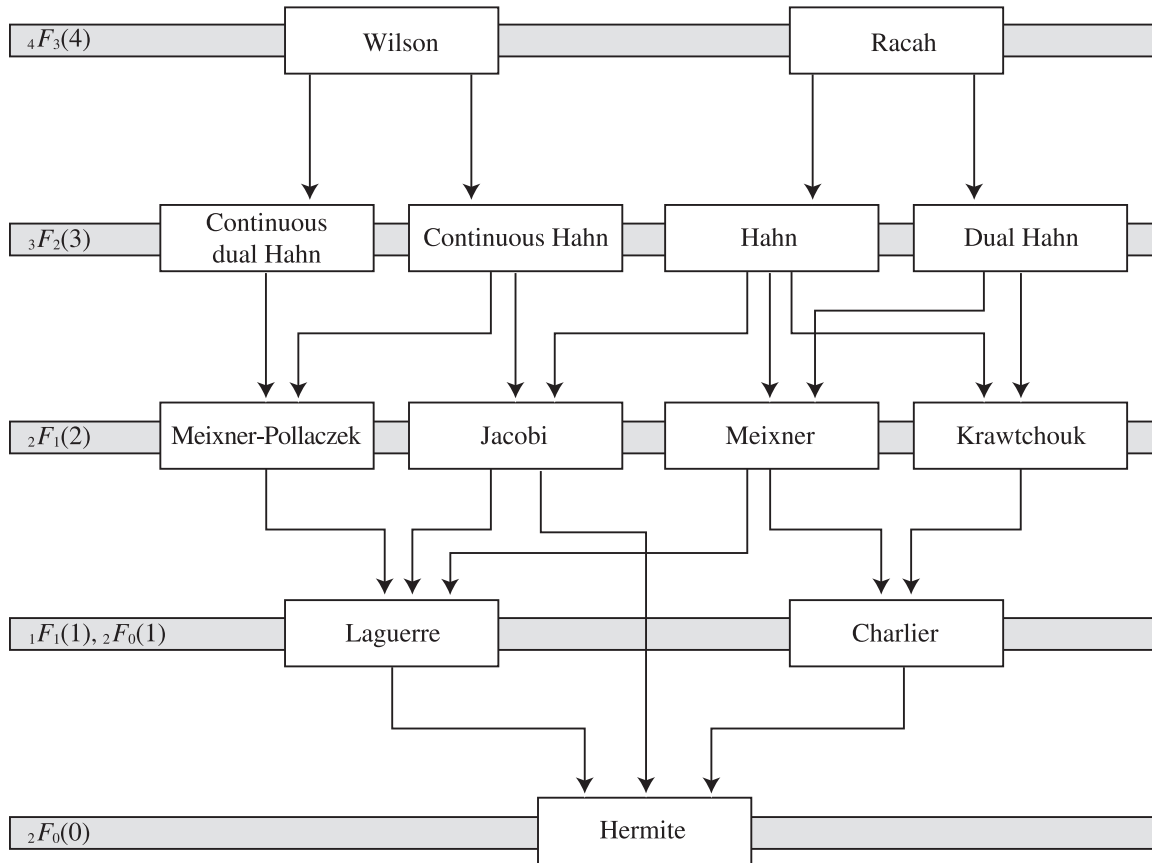 ₄F₃(4)
Wilson
Racah
₃F₂(3)
Continuous
dual Hahn
Continuous Hahn
Hahn
Dual Hahn
₂F₁(2)
Meixner-Pollaczek
Jacobi
Meixner
Krawtchouk
₁F₁(1), ₂F₀(1)
Laguerre
Charlier
₂F₀(0)
Hermite